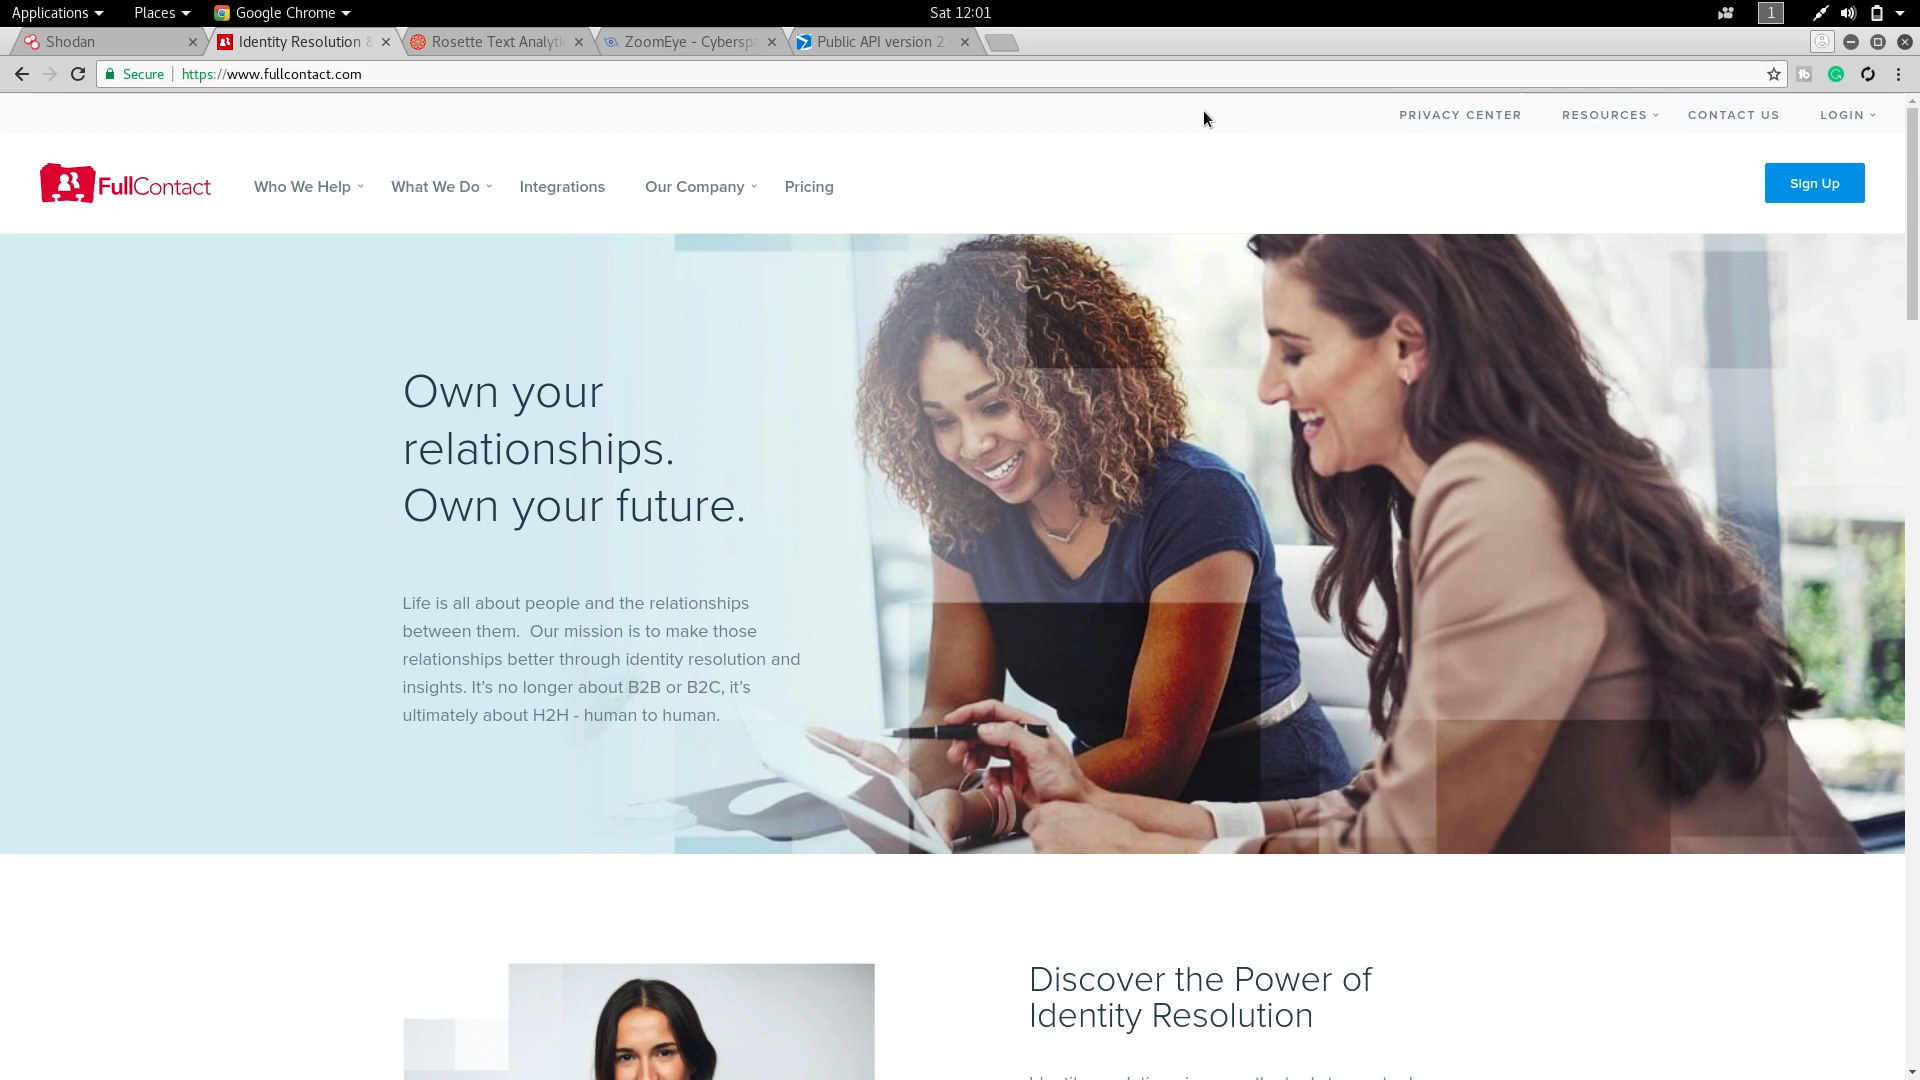 Applications Places Google Chrome Sat 12:01 1
Shodan Identity Resolution & Rosette Text Analyti ZoomEye - Cyberspa Public API version 2.
Secure https://www.fullcontact.com
PRIVACY CENTER RESOURCES CONTACT US LOGIN
FullContact Who We Help What We Do Integrations Our Company Pricing Sign Up
Own your
relationships.
Own your future.
Life is all about people and the relationships
between them. Our mission is to make those
relationships better through identity resolution and
insights. It’s no longer about B2B or B2C, it’s
ultimately about H2H - human to human.
Discover the Power of
Identity Resolution